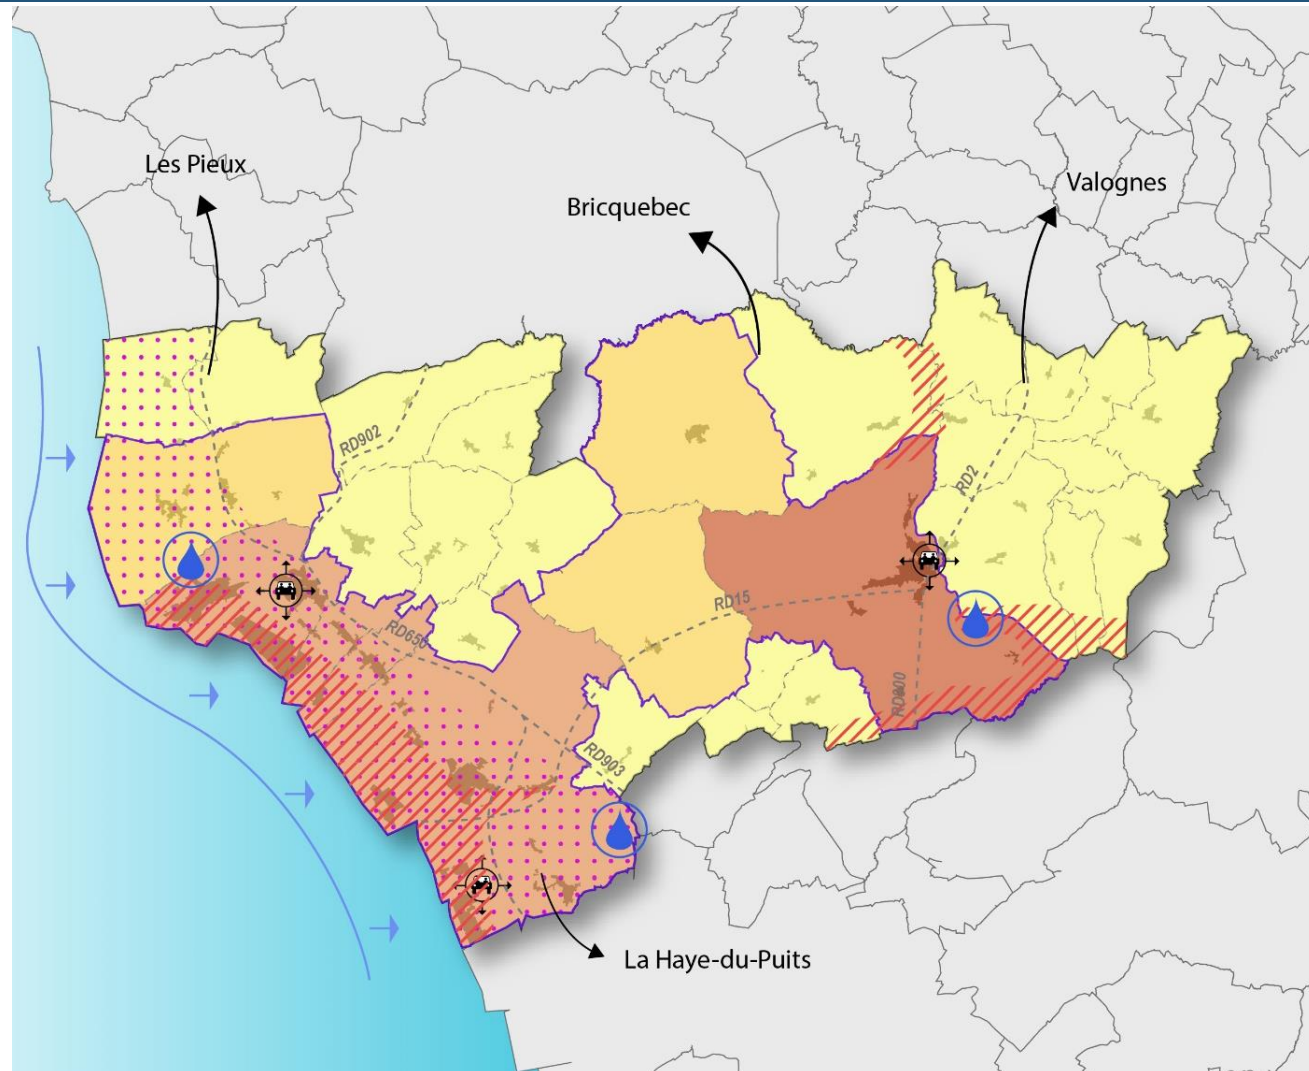 Les Pieux
Valognes
Bricquebec
RD902
RD2
RD15
RD650
RD900
RD903
La Haye-du-Puits